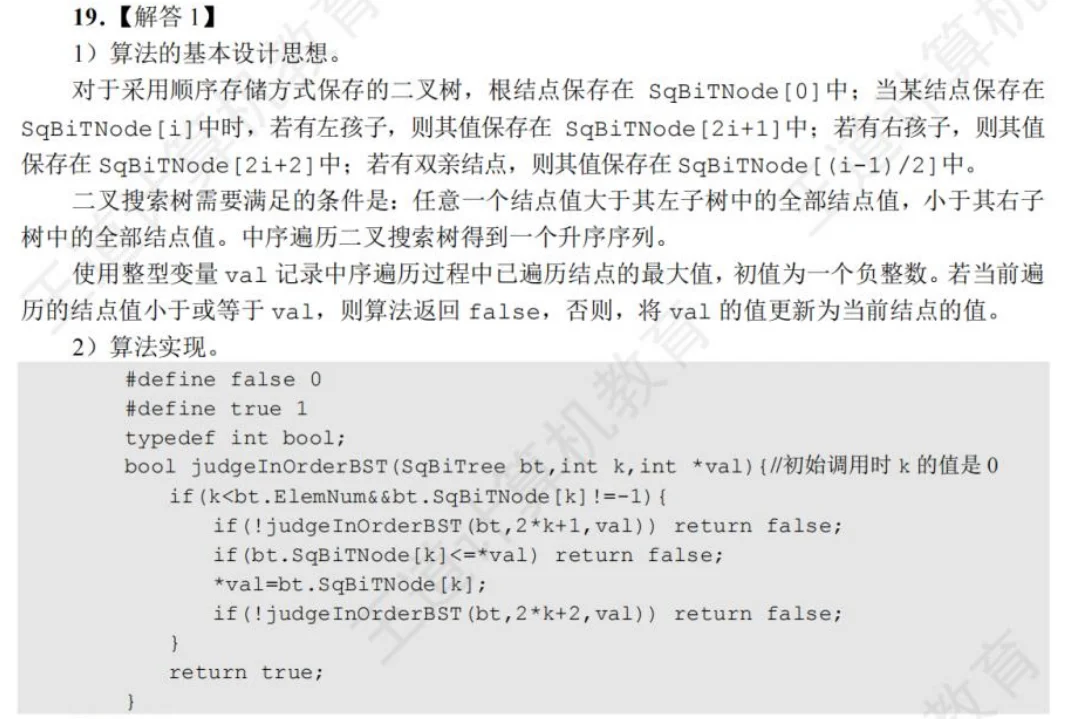 19.【解答 1】
1）算法的基本设计思想。
对于采用顺序存储方式保存的二叉树，根结点保存在 SqBiTNode[0]中；当某结点保存在
SqBiTNode[i]中时，若有左孩子，则其值保存在 SqBiTNode[2i+1]中；若有右孩子，则其值
保存在 SqBiTNode[2i+2]中；若有双亲结点，则其值保存在 SqBiTNode[(i-1)/2]中。
二叉搜索树需要满足的条件是：任意一个结点值大于其左子树中的全部结点值，小于其右子
树中的全部结点值。中序遍历二叉搜索树得到一个升序序列。
使用整型变量 val 记录中序遍历过程中已遍历结点的最大值，初值为一个负整数。若当前遍
历的结点值小于或等于 val，则算法返回 false，否则，将 val 的值更新为当前结点的值。
2）算法实现。
#define false 0
#define true 1
typedef int bool;
bool judgeInOrderBST(SqBiTree bt,int k,int *val){//初始调用时 k 的值是 0
if(k<bt.ElemNum&&bt.SqBiTNode[k]!=-1){
if(!judgeInOrderBST(bt,2*k+1,val)) return false;
if(bt.SqBiTNode[k]<=*val) return false;
*val=bt.SqBiTNode[k];
if(!judgeInOrderBST(bt,2*k+2,val)) return false;
}
return true;
}
王道计算机教育